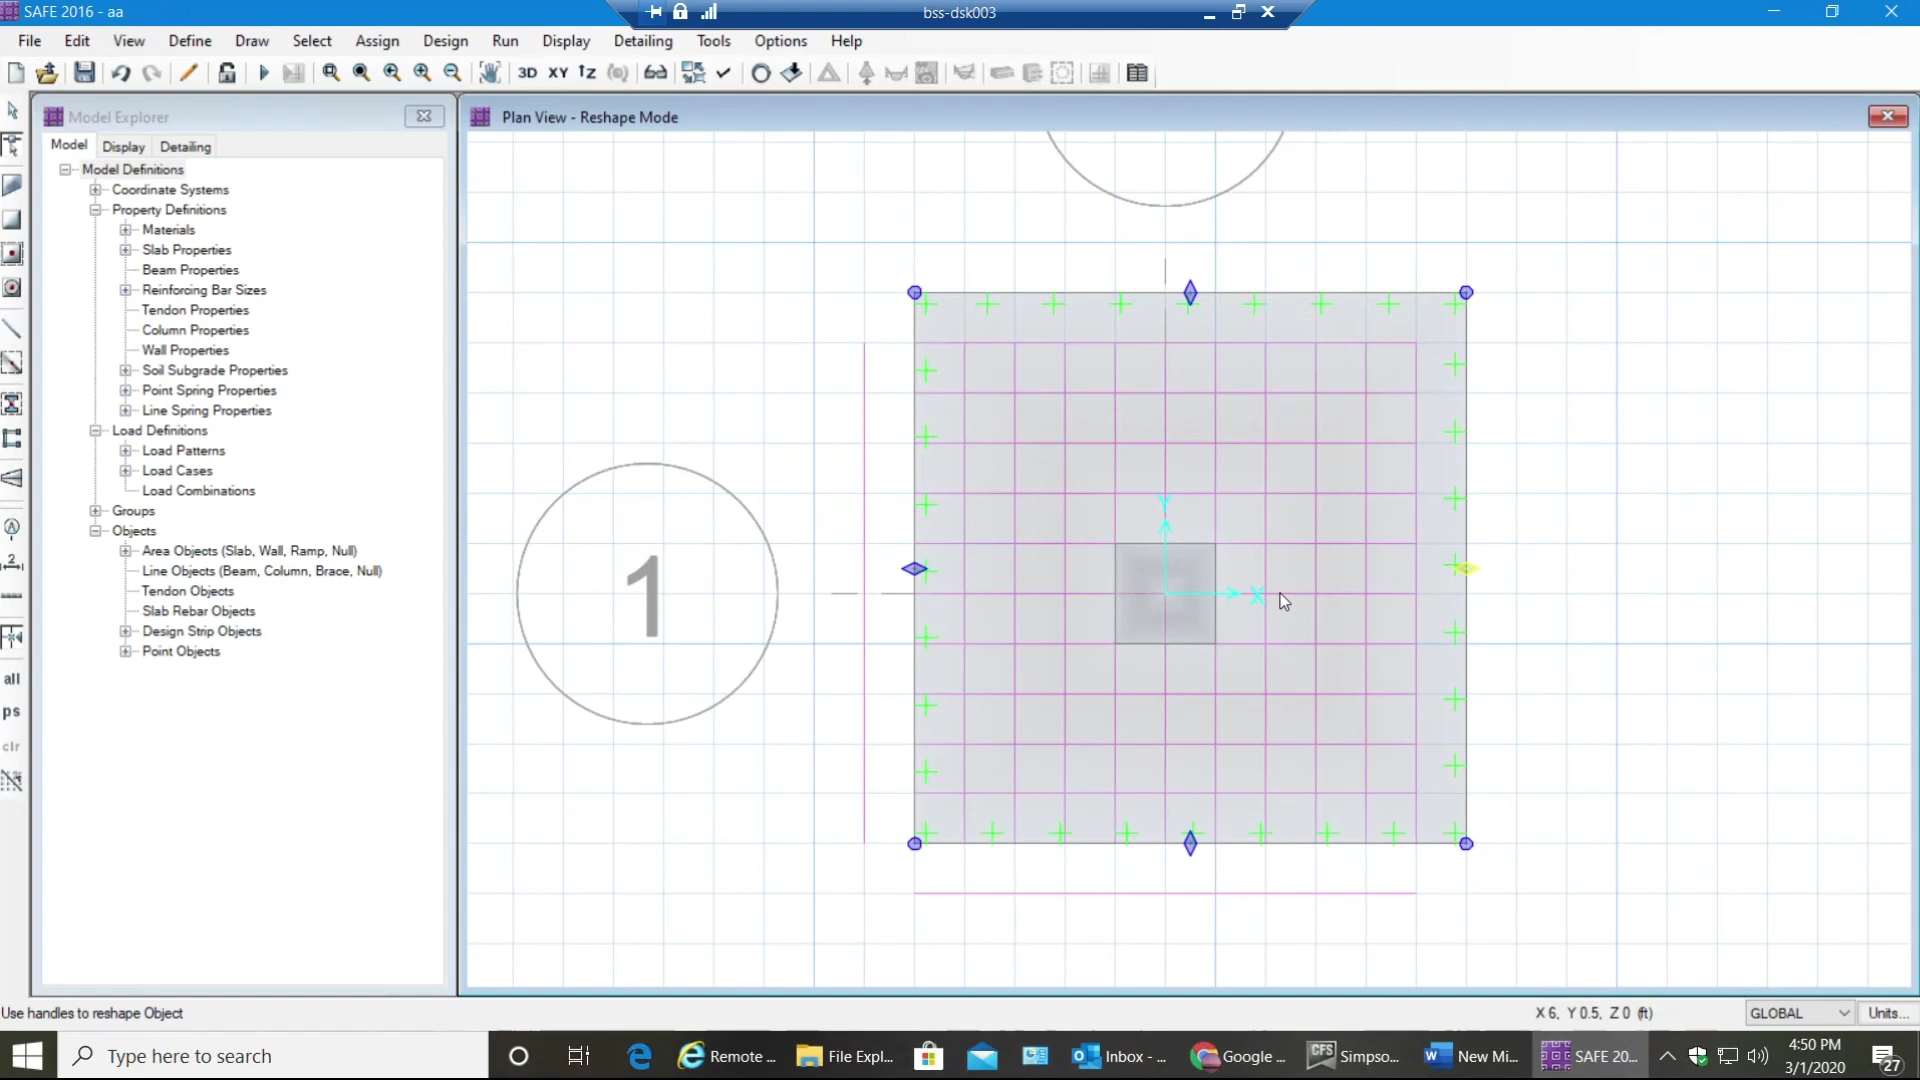 SAFE 2016 - aa
bss-dsk003
File Edit View Define Draw Select Assign Design Run Display Detailing Tools Options Help
3D XY
Model Explorer
Plan View - Reshape Mode
Model Display Detailing
Model Definitions
Coordinate Systems
Property Definitions
Materials
Slab Properties
Beam Properties
Reinforcing Bar Sizes
Tendon Properties
Column Properties
Wall Properties
Soil Subgrade Properties
Point Spring Properties
Line Spring Properties
Load Definitions
Load Patterns
Load Cases
Load Combinations
Groups
Objects
Area Objects (Slab, Wall, Ramp, Null)
Line Objects (Beam, Column, Brace, Null)
Tendon Objects
Slab Rebar Objects
Design Strip Objects
Point Objects
all
ps
clr
1
Y
X
Use handles to reshape Object
X 6, Y 0.5, Z 0 (ft)
GLOBAL
Units...
Type here to search
Remote ...
File Expl...
Inbox - ...
Google ...
CFS
Simpso...
New Mi...
SAFE 20...
4:50 PM
3/1/2020
27